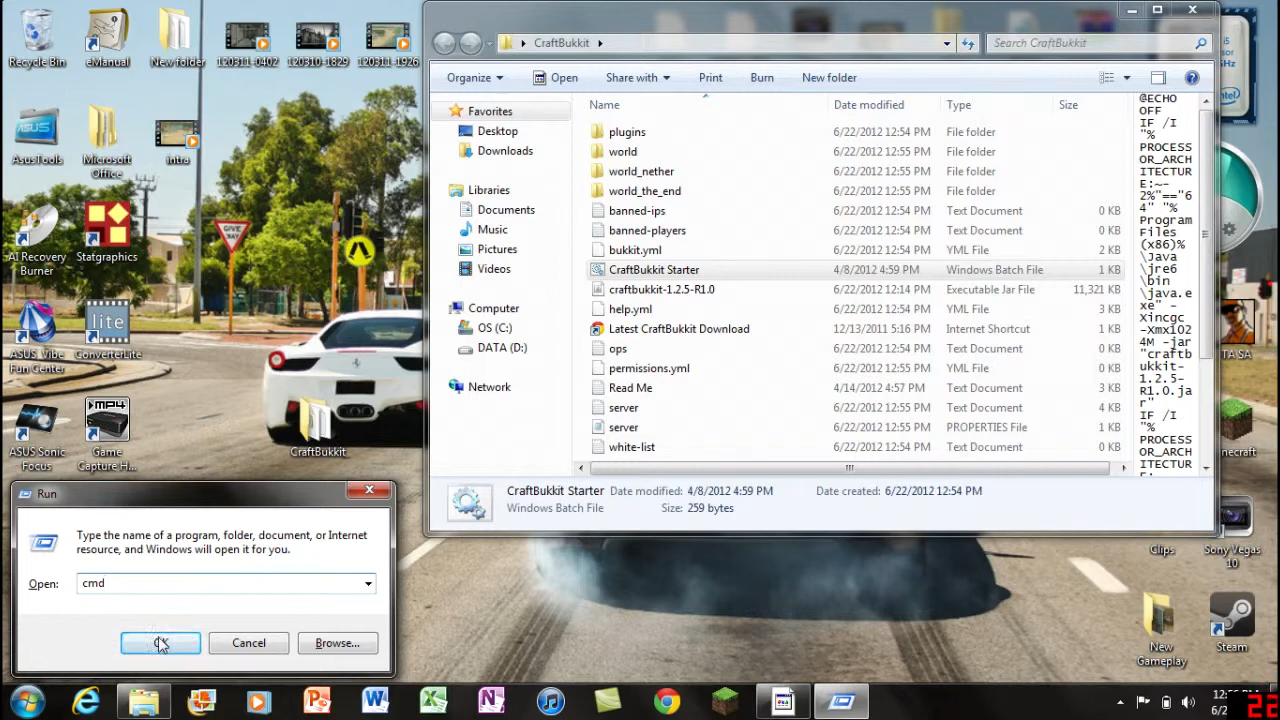 Recycle Bin
eManual
New folder
120311-0402
120310-1829
120311-1926
AsusTools
Microsoft
Office
intra
AI Recovery
Burner
Statgraphics
ASUS Vibe
Fun Center
ConverterLite
lite
MP4
ASUS Sonic
Focus
Game
Capture H...
CraftBukkit
GIVE
WAY
CraftBukkit
Search CraftBukkit
Organize
Open
Share with
Print
Burn
New folder
Favorites
Desktop
Downloads
Libraries
Documents
Music
Pictures
Videos
Computer
OS (C:)
DATA (D:)
Network
Name Date modified Type Size
plugins 6/22/2012 12:54 PM File folder
world 6/22/2012 12:55 PM File folder
world_nether 6/22/2012 12:55 PM File folder
world_the_end 6/22/2012 12:55 PM File folder
banned-ips 6/22/2012 12:54 PM Text Document 0 KB
banned-players 6/22/2012 12:54 PM Text Document 0 KB
bukkit.yml 6/22/2012 12:54 PM YML File 2 KB
CraftBukkit Starter 4/8/2012 4:59 PM Windows Batch File 1 KB
craftbukkit-1.2.5-R1.0 6/22/2012 12:14 PM Executable Jar File 11,321 KB
help.yml 6/22/2012 12:54 PM YML File 0 KB
Latest CraftBukkit Download 12/13/2011 5:16 PM Internet Shortcut 1 KB
ops 6/22/2012 12:54 PM Text Document 0 KB
permissions.yml 6/22/2012 12:54 PM YML File 0 KB
Read Me 4/14/2012 4:57 PM Text Document 3 KB
server 6/22/2012 12:55 PM Text Document 4 KB
server 6/22/2012 12:55 PM PROPERTIES File 1 KB
white-list 6/22/2012 12:54 PM Text Document 0 KB
@ECHO
OFF
IF /I
"%
PROCESS
OR_ARCHI
TECTURE:~-
2%"=="6
4" "%
Program
Files
(x86)%
\Java
\jre6
\bin
\java.e
xe" -
Xincgc
-Xmx102
4M -jar
"craftb
ukkit-
1.2.5-
R1.0.ja
r"
IF /I
"%
PROCESS
OR_ARCHI
TECTURE:
CraftBukkit Starter Date modified: 4/8/2012 4:59 PM Date created: 6/22/2012 12:54 PM
Windows Batch File Size: 259 bytes
Run
Type the name of a program, folder, document, or Internet
resource, and Windows will open it for you.
Open: cmd
Cancel
Browse...
i5
(intel)
Clips
Sony Vegas
10
New
Gameplay
Steam
22